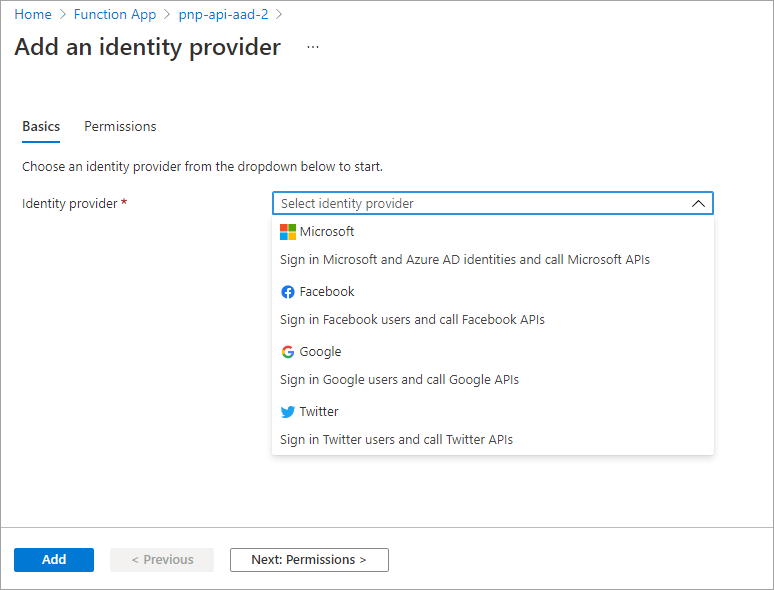 Home > Function App > pnp-api-aad-2 >
Add an identity provider ...
Basics Permissions
Choose an identity provider from the dropdown below to start.
Identity provider * Select identity provider
Microsoft
Sign in Microsoft and Azure AD identities and call Microsoft APIs
Facebook
Sign in Facebook users and call Facebook APIs
Google
Sign in Google users and call Google APIs
Twitter
Sign in Twitter users and call Twitter APIs
Add < Previous Next: Permissions >